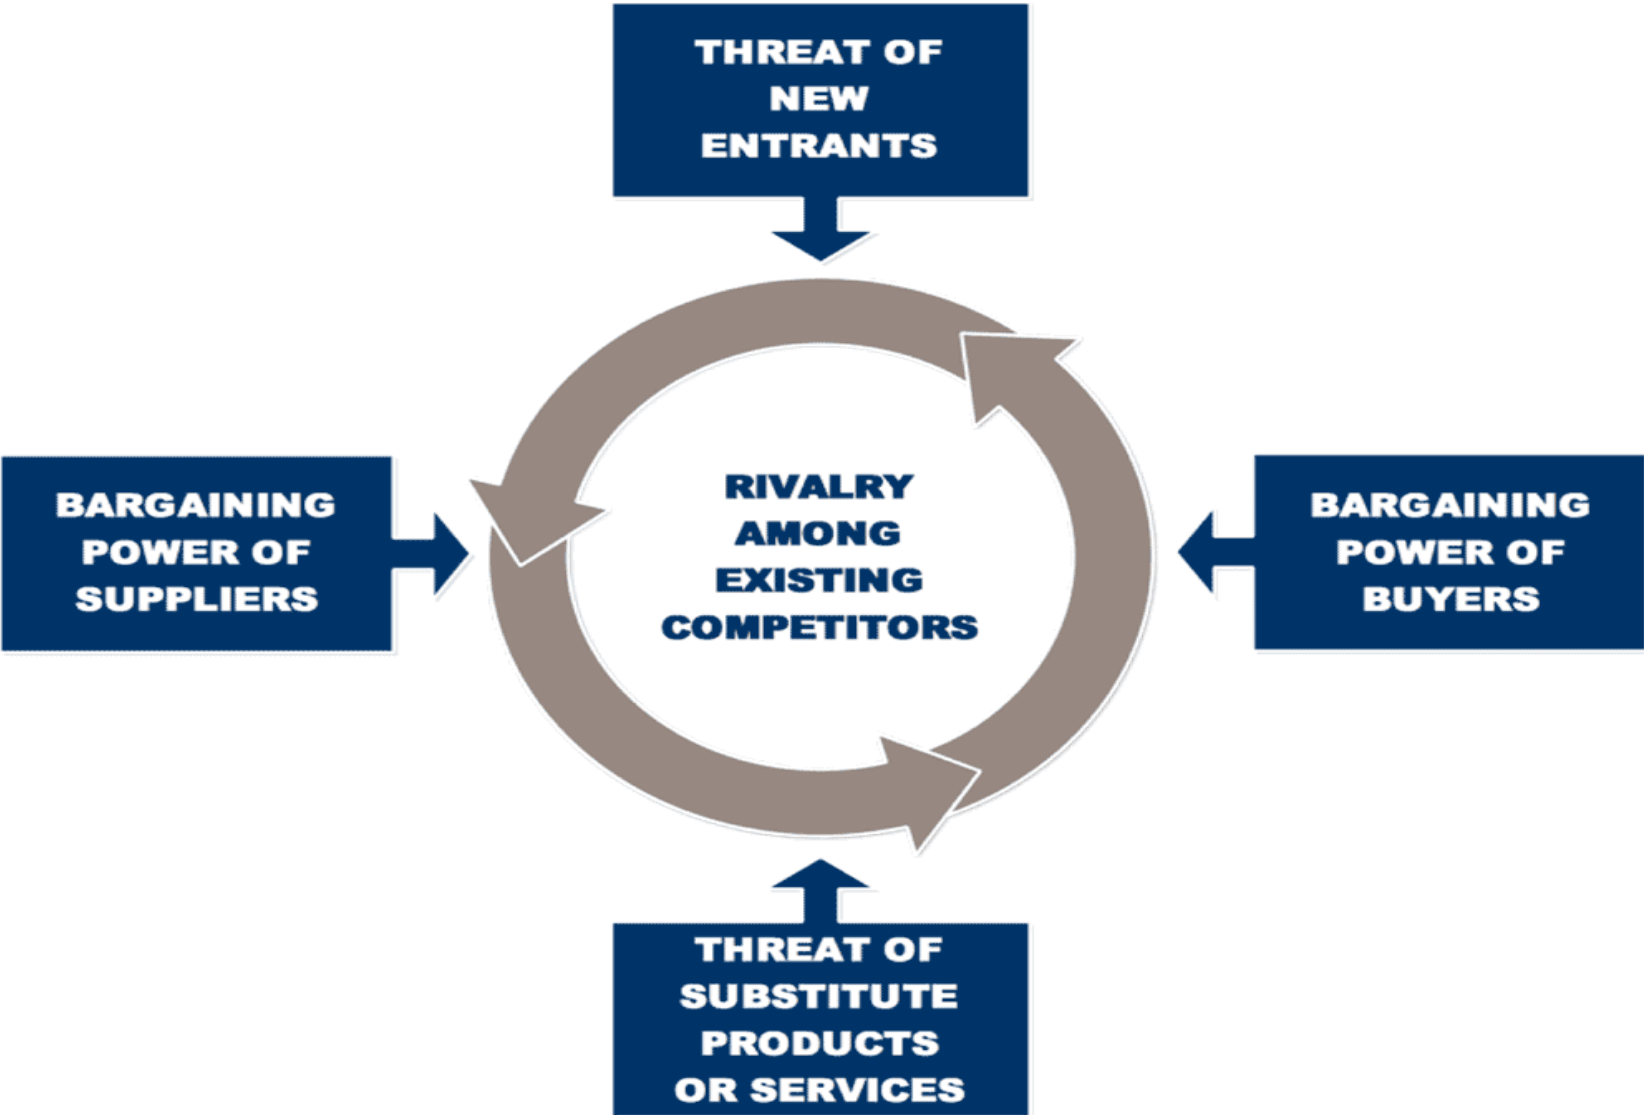 THREAT OF
NEW
ENTRANTS
BARGAINING
POWER OF
SUPPLIERS
RIVALRY
AMONG
EXISTING
COMPETITORS
BARGAINING
POWER OF
BUYERS
THREAT OF
SUBSTITUTE
PRODUCTS
OR SERVICES